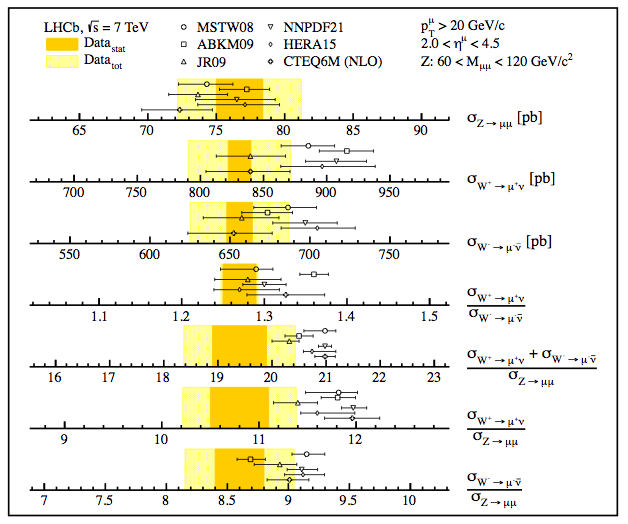 LHCb, √s = 7 TeV
Data_stat
Data_tot
MSTW08
ABKM09
JR09
NNPDF21
HERA15
CTEQ6M (NLO)
p_T^μ > 20 GeV/c
2.0 < η^μ < 4.5
Z: 60 < M_μμ < 120 GeV/c²
65 70 75 80 85 90
σ_Z→μμ [pb]
700 750 800 850 900 950
σ_W⁺→μ⁺ν [pb]
550 600 650 700 750
σ_W⁻→μ⁻ν̄ [pb]
1.1 1.2 1.3 1.4 1.5
σ_W⁺→μ⁺ν
σ_W⁻→μ⁻ν̄
16 17 18 19 20 21 22 23
σ_W⁺→μ⁺ν + σ_W⁻→μ⁻ν̄
σ_Z→μμ
9 10 11 12
σ_W⁺→μ⁺ν
σ_Z→μμ
7 7.5 8 8.5 9 9.5 10
σ_W⁻→μ⁻ν̄
σ_Z→μμ